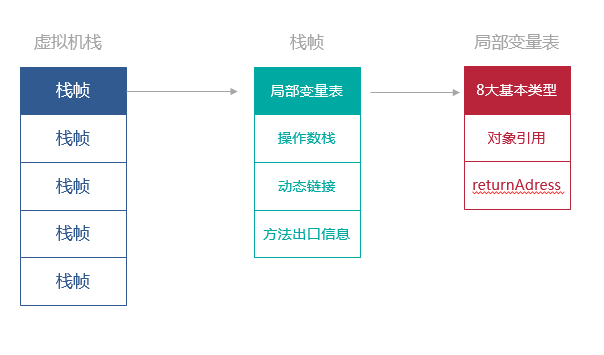 虚拟机栈
栈帧
栈帧
栈帧
栈帧
栈帧
栈帧
局部变量表
操作数栈
动态链接
方法出口信息
局部变量表
8大基本类型
对象引用
returnAdress